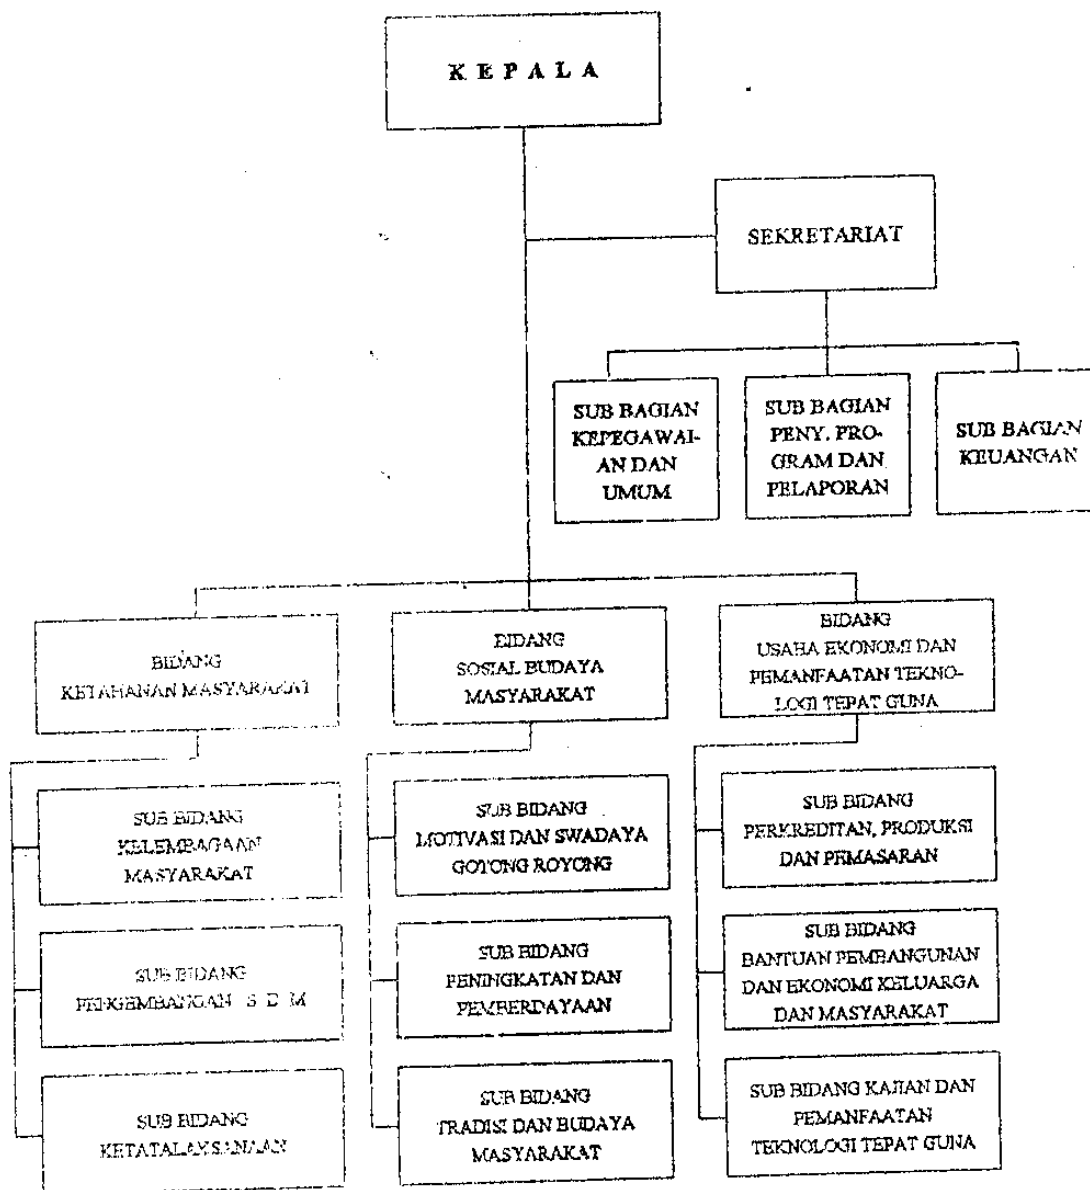 K E P A L A
SEKRETARIAT
SUB BAGIAN
KEPEGAWAI-
AN DAN
UMUM
SUB BAGIAN
PENY. PRO-
GRAM DAN
PELAPORAN
SUB BAGIAN
KEUANGAN
BIDANG
KETAHANAN MASYARAKAT
BIDANG
SOSIAL BUDAYA
MASYARAKAT
BIDANG
USAHA EKONOMI DAN
PEMANFAATAN TEKNO-
LOGI TEPAT GUNA
SUB BIDANG
KELEMBAGAAN
MASYARAKAT
SUB BIDANG
PENGEMBANGAN S D M
SUB BIDANG
KETATALAKSANAAN
SUB BIDANG
MOTIVASI DAN SWADAYA
GOTONG ROYONG
SUB BIDANG
PENINGKATAN DAN
PEMBERDAYAAN
SUB BIDANG
TRADISI DAN BUDAYA
MASYARAKAT
SUB BIDANG
PERKREDITAN, PRODUKSI
DAN PEMASARAN
SUB BIDANG
BANTUAN PEMBANGUNAN
DAN EKONOMI KELUARGA
DAN MASYARAKAT
SUB BIDANG KAJIAN DAN
PEMANFAATAN
TEKNOLOGI TEPAT GUNA